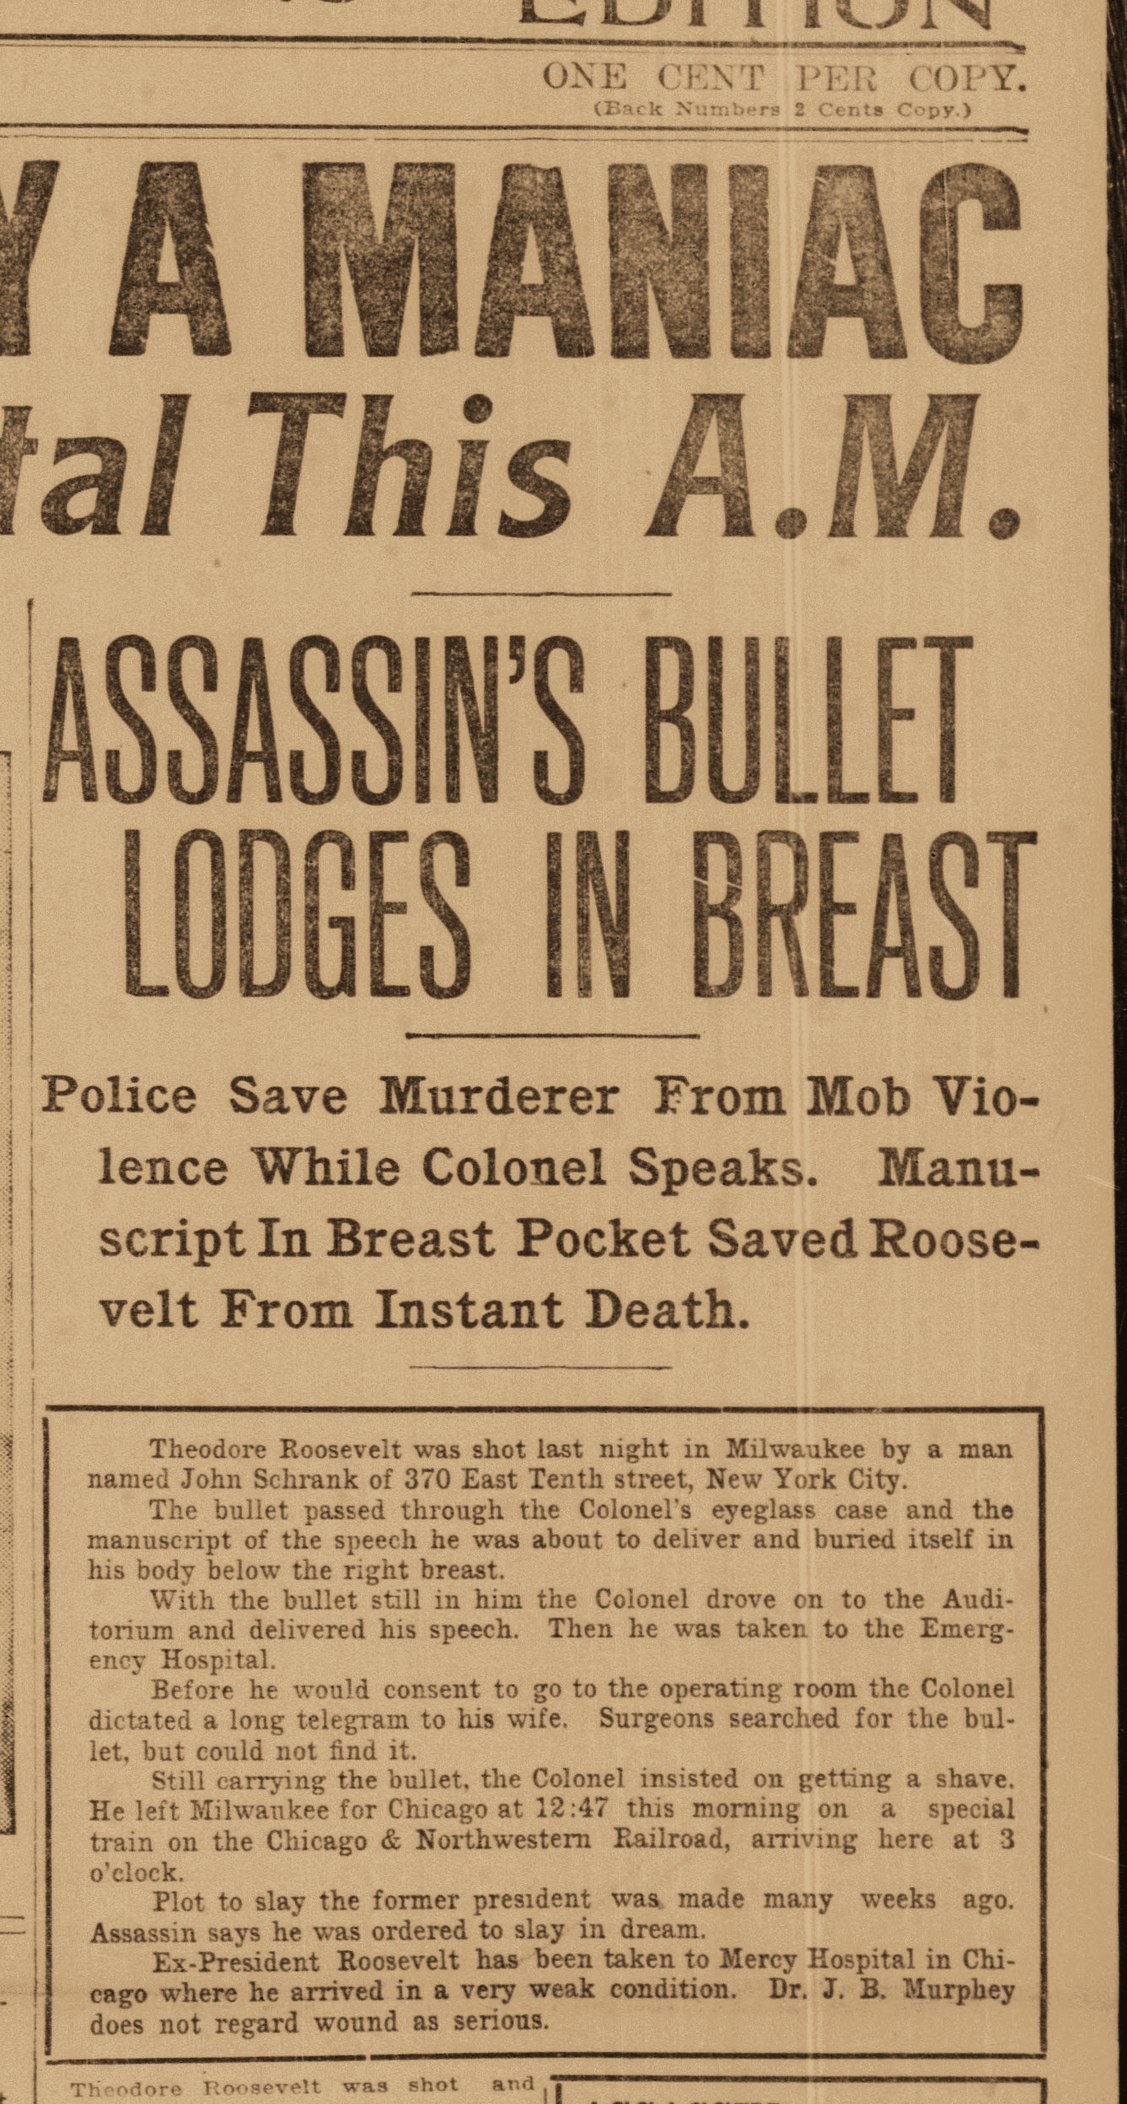 EDITION
ONE CENT PER COPY.
(Back Numbers 2 Cents Copy.)
Y A MANIAC
tal This A.M.
ASSASSIN'S BULLET
LODGES IN BREAST
Police Save Murderer From Mob Vio-
lence While Colonel Speaks. Manu-
script In Breast Pocket Saved Roose-
velt From Instant Death.
Theodore Roosevelt was shot last night in Milwaukee by a man
named John Schrank of 370 East Tenth street, New York City.
The bullet passed through the Colonel's eyeglass case and the
manuscript of the speech he was about to deliver and buried itself in
his body below the right breast.
With the bullet still in him the Colonel drove on to the Audi-
torium and delivered his speech. Then he was taken to the Emerg-
ency Hospital.
Before he would consent to go to the operating room the Colonel
dictated a long telegram to his wife. Surgeons searched for the bul-
let, but could not find it.
Still carrying the bullet, the Colonel insisted on getting a shave.
He left Milwaukee for Chicago at 12:47 this morning on a special
train on the Chicago & Northwestern Railroad, arriving here at 3
o'clock.
Plot to slay the former president was made many weeks ago.
Assassin says he was ordered to slay in dream.
Ex-President Roosevelt has been taken to Mercy Hospital in Chi-
cago where he arrived in a very weak condition. Dr. J. B. Murphey
does not regard wound as serious.
Theodore Roosevelt was shot and